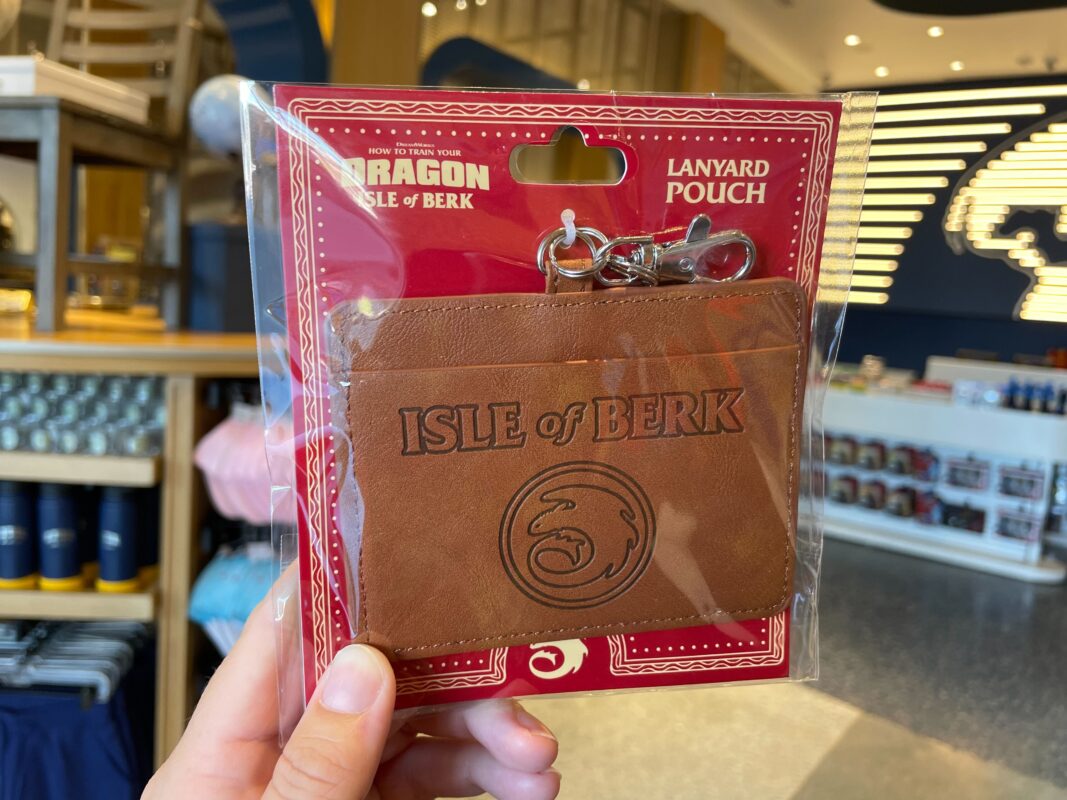 DREAMWORKS
HOW TO TRAIN YOUR
DRAGON
ISLE of BERK
LANYARD
POUCH
ISLE of BERK